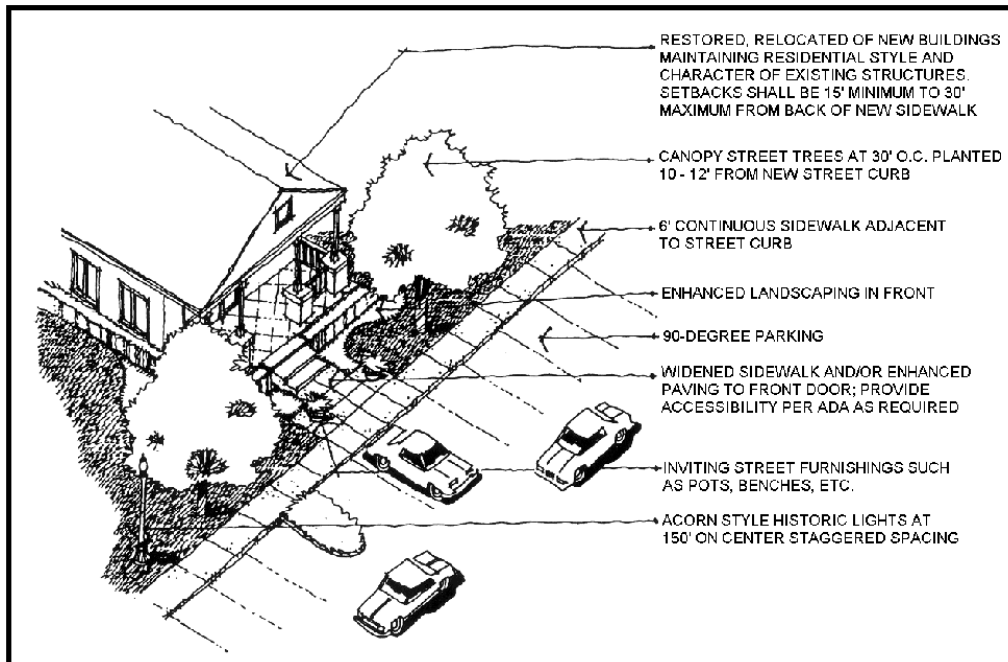 RESTORED, RELOCATED OF NEW BUILDINGS
MAINTAINING RESIDENTIAL STYLE AND
CHARACTER OF EXISTING STRUCTURES.
SETBACKS SHALL BE 15' MINIMUM TO 30'
MAXIMUM FROM BACK OF NEW SIDEWALK
CANOPY STREET TREES AT 30' O.C. PLANTED
10 - 12' FROM NEW STREET CURB
6' CONTINUOUS SIDEWALK ADJACENT
TO STREET CURB
ENHANCED LANDSCAPING IN FRONT
90-DEGREE PARKING
WIDENED SIDEWALK AND/OR ENHANCED
PAVING TO FRONT DOOR; PROVIDE
ACCESSIBILITY PER ADA AS REQUIRED
INVITING STREET FURNISHINGS SUCH
AS POTS, BENCHES, ETC.
ACORN STYLE HISTORIC LIGHTS AT
150' ON CENTER STAGGERED SPACING